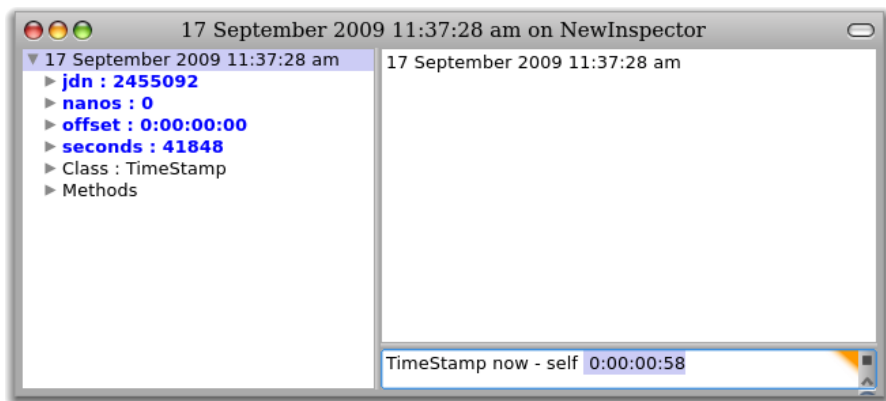 17 September 2009 11:37:28 am on NewInspector
17 September 2009 11:37:28 am
jdn : 2455092
nanos : 0
offset : 0:00:00:00
seconds : 41848
Class : TimeStamp
Methods
17 September 2009 11:37:28 am
TimeStamp now - self 0:00:00:58